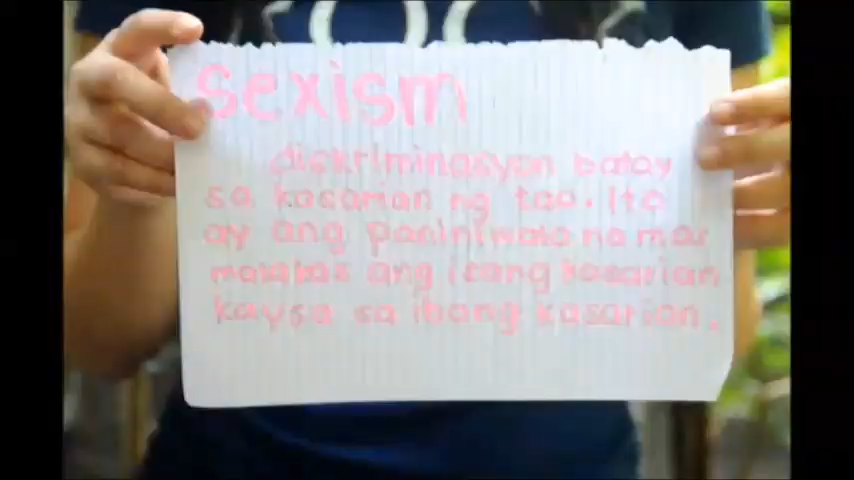 sexism
diskriminasyon batay
sa kasarian ng tao. Ito
ay ang paniniwala na mas
mataas ang isang kasarian
kaysa sa ibang kasarian.